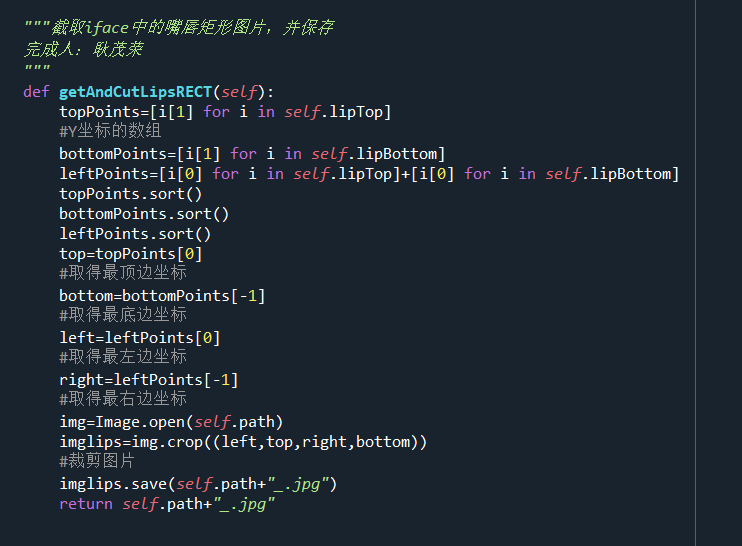 """截取iface中的嘴唇矩形图片，并保存
完成人：耿茂荣
"""
def getAndCutLipsRECT(self):
topPoints=[i[1] for i in self.lipTop]
#Y坐标的数组
bottomPoints=[i[1] for i in self.lipBottom]
leftPoints=[i[0] for i in self.lipTop]+[i[0] for i in self.lipBottom]
topPoints.sort()
bottomPoints.sort()
leftPoints.sort()
top=topPoints[0]
#取得最顶边坐标
bottom=bottomPoints[-1]
#取得最底边坐标
left=leftPoints[0]
#取得最左边坐标
right=leftPoints[-1]
#取得最右边坐标
img=Image.open(self.path)
imglips=img.crop((left,top,right,bottom))
#裁剪图片
imglips.save(self.path+"_.jpg")
return self.path+"_.jpg"